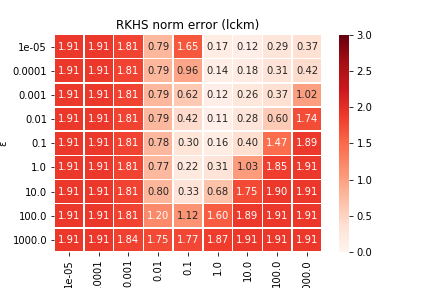 RKHS norm error (lckm)
1e-05 1.91 1.91 1.81 0.79 1.65 0.17 0.12 0.29 0.37
0.0001 1.91 1.91 1.81 0.79 0.96 0.14 0.18 0.31 0.42
0.001 1.91 1.91 1.81 0.79 0.62 0.12 0.26 0.37 1.02
0.01 1.91 1.91 1.81 0.79 0.42 0.11 0.28 0.60 1.74
0.1 1.91 1.91 1.81 0.78 0.30 0.16 0.40 1.47 1.89
1.0 1.91 1.91 1.81 0.77 0.22 0.31 1.03 1.85 1.91
10.0 1.91 1.91 1.81 0.80 0.33 0.68 1.75 1.90 1.91
100.0 1.91 1.91 1.81 1.20 1.12 1.60 1.89 1.91 1.91
1000.0 1.91 1.91 1.84 1.75 1.77 1.87 1.91 1.91 1.91
1e-05 0001 0.001 0.01 0.1 1.0 10.0 100.0 000.0
ε
3.0
2.5
2.0
1.5
1.0
0.5
0.0